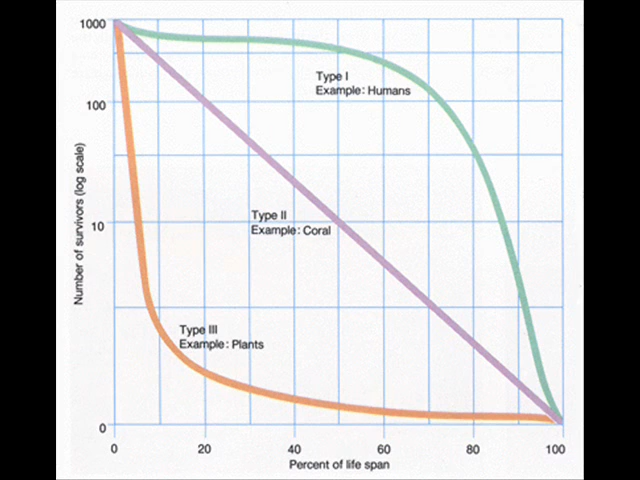 1000
100
10
0
Number of survivors (log scale)
Type I
Example: Humans
Type II
Example: Coral
Type III
Example: Plants
0 20 40 60 80 100
Percent of life span